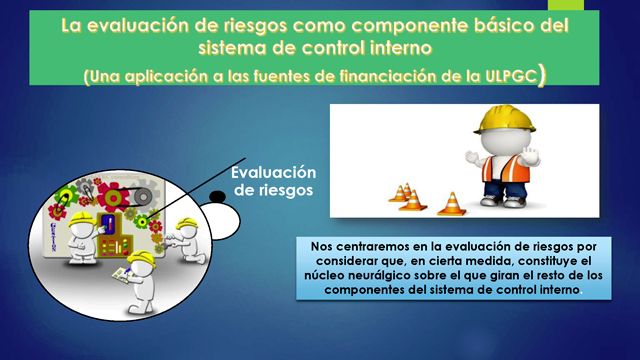 La evaluación de riesgos como componente básico del
sistema de control interno
(Una aplicación a las fuentes de financiación de la ULPGC)
Evaluación
de riesgos
Nos centraremos en la evaluación de riesgos por
considerar que, en cierta medida, constituye el
núcleo neurálgico sobre el que giran el resto de los
componentes del sistema de control interno.